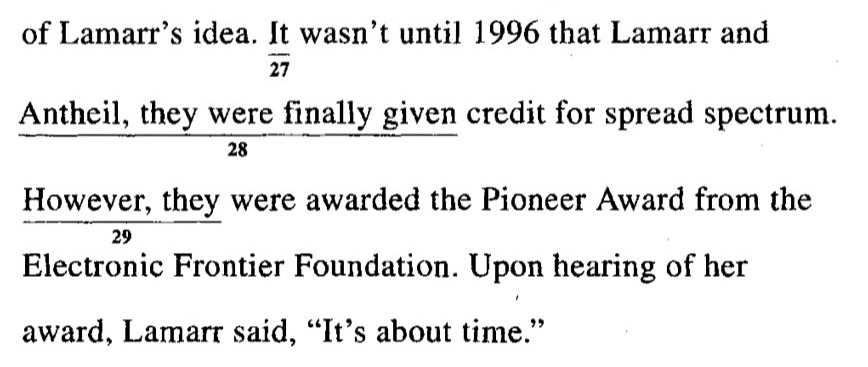 of Lamarr's idea. It wasn't until 1996 that Lamarr and
27
Antheil, they were finally given credit for spread spectrum.
28
However, they were awarded the Pioneer Award from the
29
Electronic Frontier Foundation. Upon hearing of her
award, Lamarr said, “It's about time.”